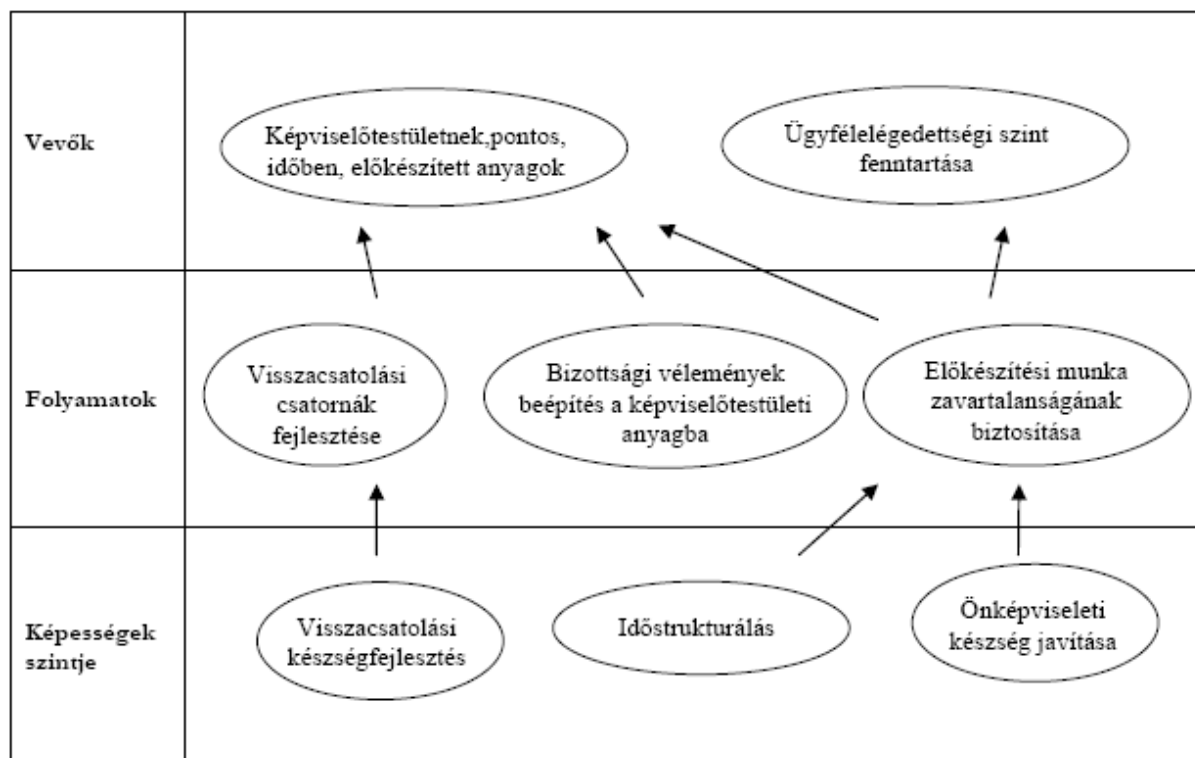 Vevők
Képviselőtestületnek,pontos,
időben, előkészített anyagok
Ügyfélelégedettségi szint
fenntartása
Folyamatok
Visszacsatolási
csatornák
fejlesztése
Bizottsági vélemények
beépítés a képviselőtestületi
anyagba
Előkészítési munka
zavartalanságának
biztosítása
Képességek
szintje
Visszacsatolási
készségfejlesztés
Időstrukturálás
Önképviseleti
készség javítása